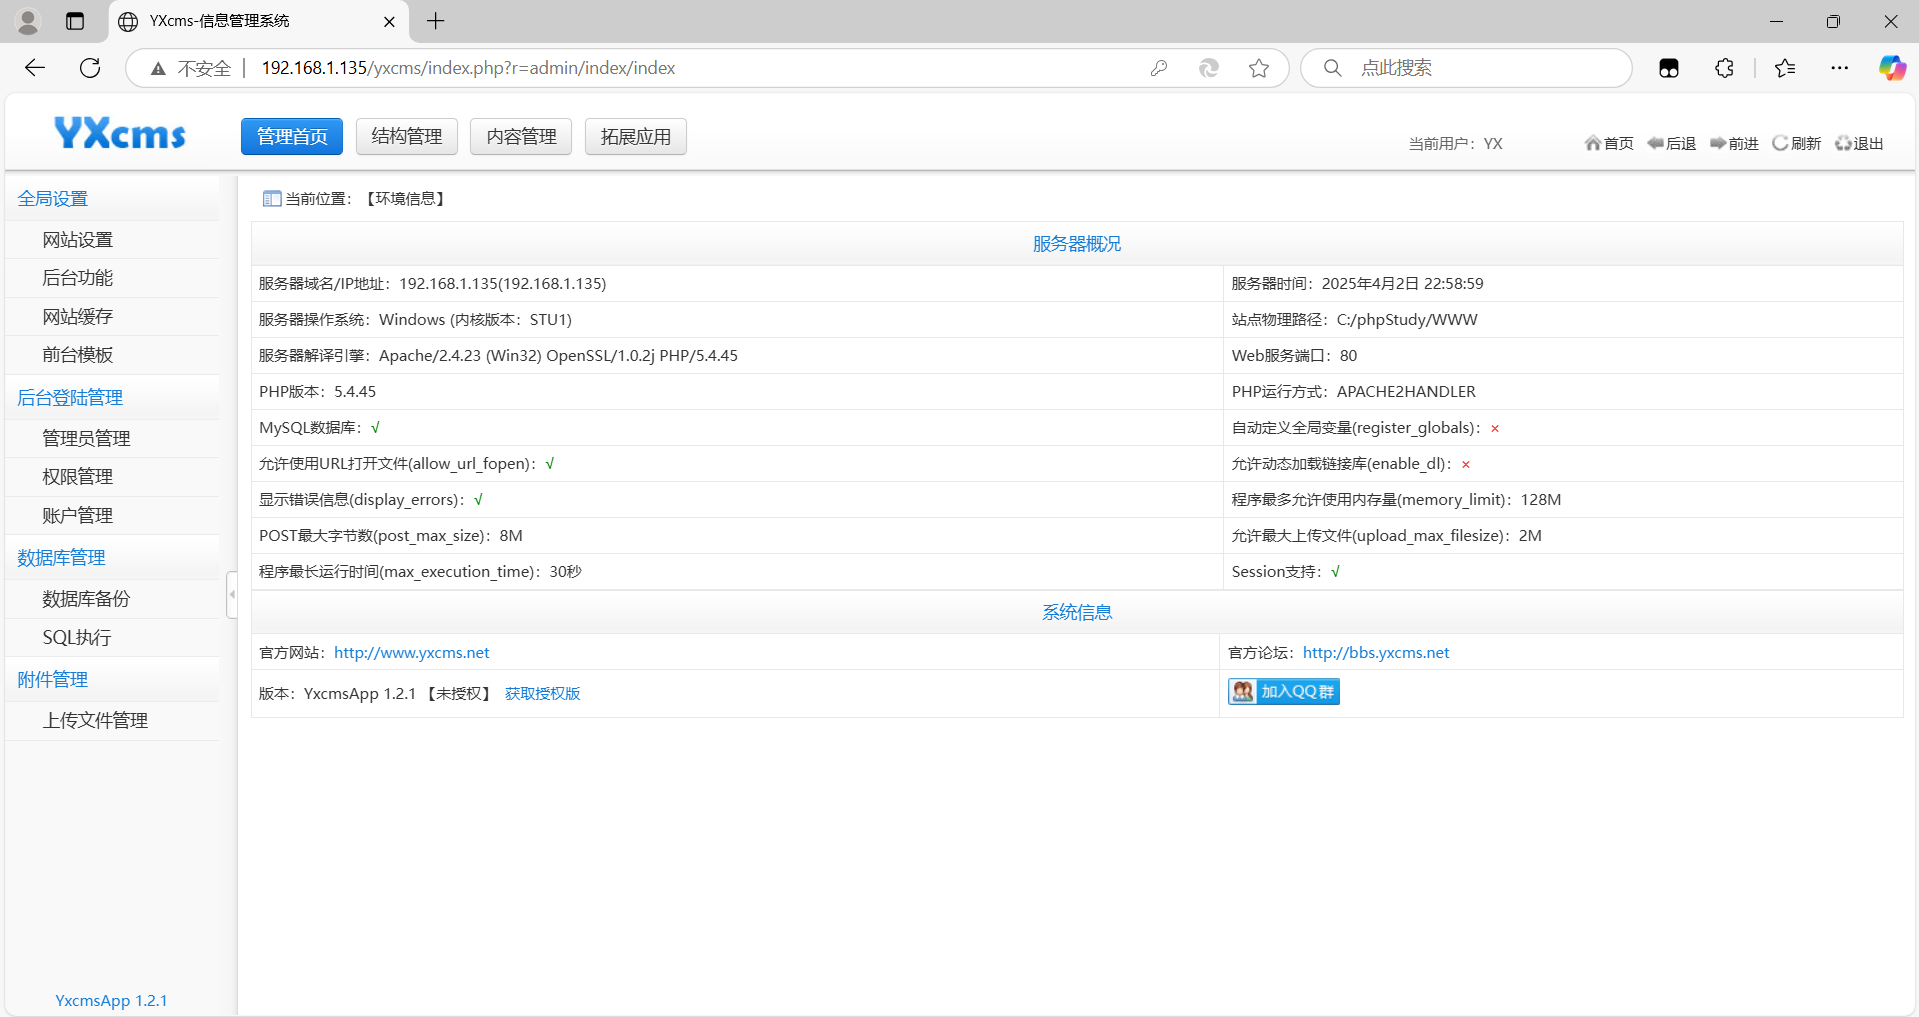 YXcms-信息管理系统
不安全
192.168.1.135/yxcms/index.php?r=admin/index/index
点此搜索
YXcms
管理首页
结构管理
内容管理
拓展应用
当前用户：YX
首页
后退
前进
刷新
退出
全局设置
网站设置
后台功能
网站缓存
前台模板
后台登陆管理
管理员管理
权限管理
账户管理
数据库管理
数据库备份
SQL执行
附件管理
上传文件管理
YxcmsApp 1.2.1
当前位置：【环境信息】
服务器概况
服务器域名/IP地址：192.168.1.135(192.168.1.135)
服务器时间：2025年4月2日 22:58:59
服务器操作系统：Windows (内核版本：STU1)
站点物理路径：C:/phpStudy/WWW
服务器解译引擎：Apache/2.4.23 (Win32) OpenSSL/1.0.2j PHP/5.4.45
Web服务端口：80
PHP版本：5.4.45
PHP运行方式：APACHE2HANDLER
MySQL数据库：√
自动定义全局变量(register_globals)：×
允许使用URL打开文件(allow_url_fopen)：√
允许动态加载链接库(enable_dl)：×
显示错误信息(display_errors)：√
程序最多允许使用内存量(memory_limit)：128M
POST最大字节数(post_max_size)：8M
允许最大上传文件(upload_max_filesize)：2M
程序最长运行时间(max_execution_time)：30秒
Session支持：√
系统信息
官方网站：http://www.yxcms.net
官方论坛：http://bbs.yxcms.net
版本：YxcmsApp 1.2.1 【未授权】 获取授权版
加入QQ群